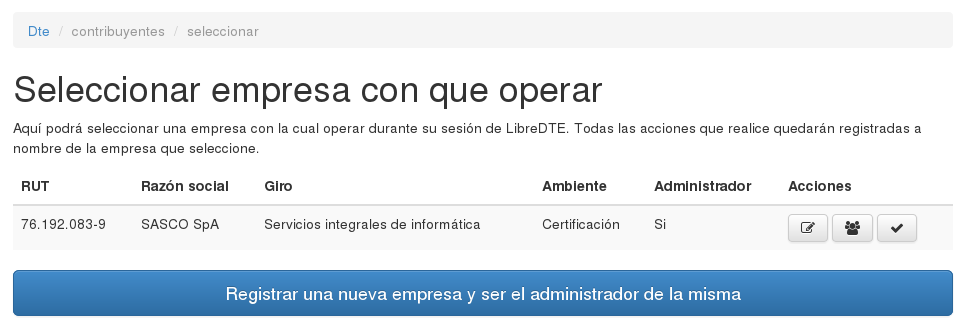 Dte / contribuyentes / seleccionar
Seleccionar empresa con que operar
Aquí podrá seleccionar una empresa con la cual operar durante su sesión de LibreDTE. Todas las acciones que realice quedarán registradas a
nombre de la empresa que seleccione.
RUT Razón social Giro Ambiente Administrador Acciones
76.192.083-9 SASCO SpA Servicios integrales de informática Certificación Si
Registrar una nueva empresa y ser el administrador de la misma